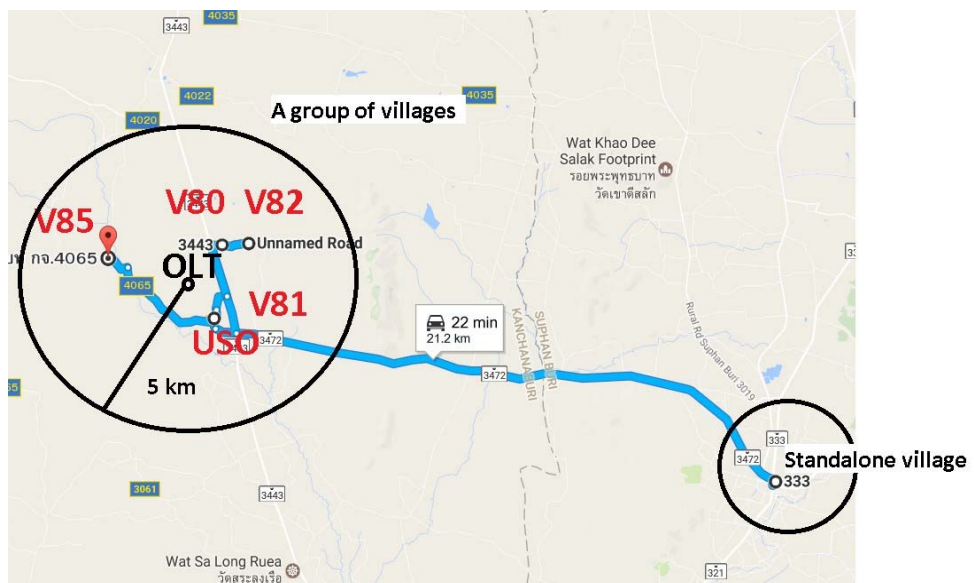 4035
3443
4022
4035
A group of villages
4020
Wat Khao Dee
Salak Footprint
รอยพระพุทธบาท
วัดเขาดีสลัก
V80 V82
V85
3443
Unnamed Road
กจ.4065
OLT
4065
V81
USO
3472
22 min
21.2 km
SUPHAN BURI
KANCHANABURI
3472
Rural Rd Suphan Buri 3019
5 km
333
3472
Standalone village
333
3061
3443
Wat Sa Long Ruea
วัดสระลงเรือ
321